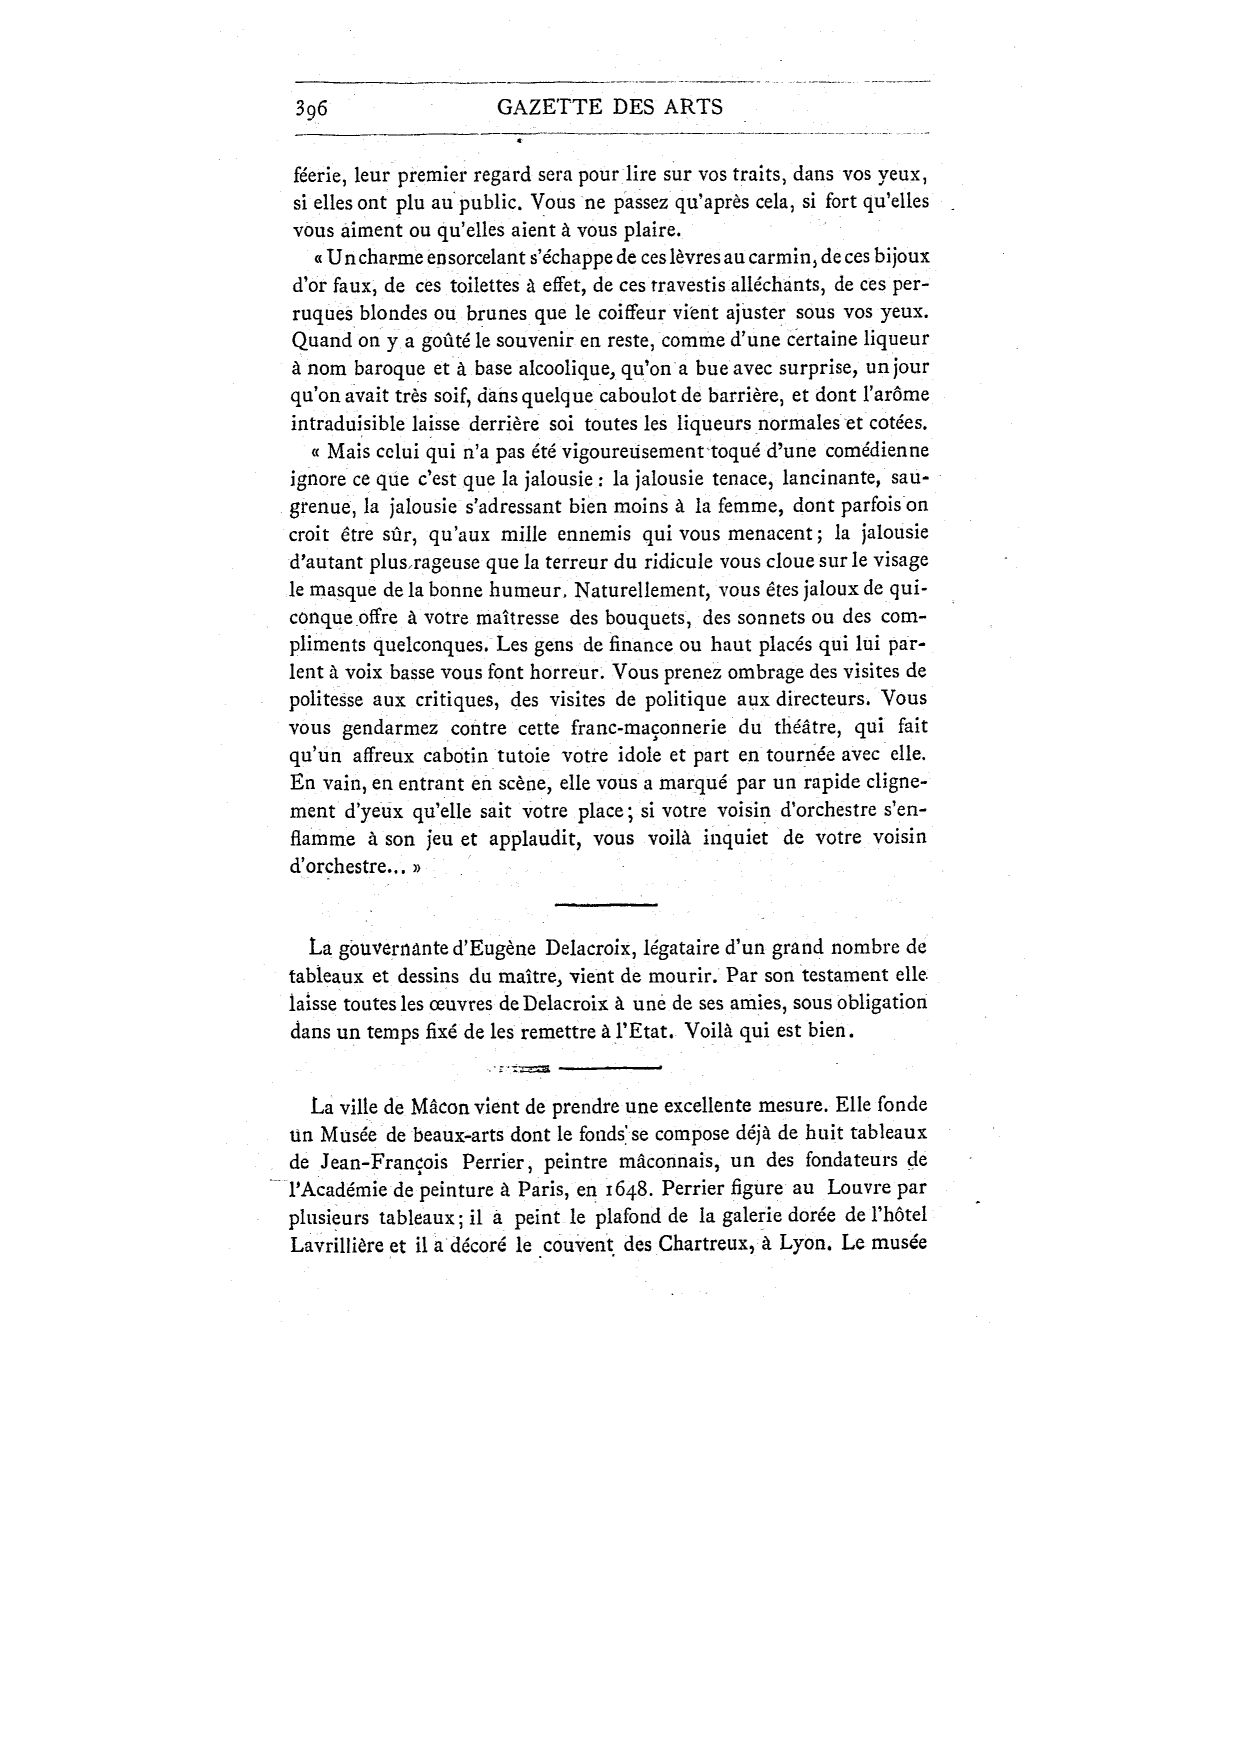 396 GAZETTE DES ARTS
féerie, leur premier regard sera pour lire sur vos traits, dans vos yeux,
si elles ont plu au public. Vous ne passez qu'après cela, si fort qu'elles
vous aiment ou qu'elles aient à vous plaire.
« Un charme ensorcelant s'échappe de ces lèvres au carmin, de ces bijoux
d'or faux, de ces toilettes à effet, de ces travestis alléchants, de ces per-
ruques blondes ou brunes que le coiffeur vient ajuster sous vos yeux.
Quand on y a goûté le souvenir en reste, comme d'une certaine liqueur
à nom baroque et à base alcoolique, qu'on a bue avec surprise, un jour
qu'on avait très soif, dans quelque caboulot de barrière, et dont l'arôme
intraduisible laisse derrière soi toutes les liqueurs normales et cotées.
« Mais celui qui n'a pas été vigoureusement toqué d'une comédienne
ignore ce que c'est que la jalousie : la jalousie tenace, lancinante, sau-
grenue, la jalousie s'adressant bien moins à la femme, dont parfois on
croit être sûr, qu'aux mille ennemis qui vous menacent ; la jalousie
d'autant plus rageuse que la terreur du ridicule vous cloue sur le visage
le masque de la bonne humeur. Naturellement, vous êtes jaloux de qui-
conque offre à votre maîtresse des bouquets, des sonnets ou des com-
pliments quelconques. Les gens de finance ou haut placés qui lui par-
lent à voix basse vous font horreur. Vous prenez ombrage des visites de
politesse aux critiques, des visites de politique aux directeurs. Vous
vous gendarmez contre cette franc-maçonnerie du théâtre, qui fait
qu'un affreux cabotin tutoie votre idole et part en tournée avec elle.
En vain, en entrant en scène, elle vous a marqué par un rapide cligne-
ment d'yeux qu'elle sait votre place ; si votre voisin d'orchestre s'en-
flamme à son jeu et applaudit, vous voilà inquiet de votre voisin
d'orchestre... »
La gouvernante d'Eugène Delacroix, légataire d'un grand nombre de
tableaux et dessins du maître, vient de mourir. Par son testament elle
laisse toutes les œuvres de Delacroix à une de ses amies, sous obligation
dans un temps fixé de les remettre à l'Etat. Voilà qui est bien.
La ville de Mâcon vient de prendre une excellente mesure. Elle fonde
un Musée de beaux-arts dont le fonds se compose déjà de huit tableaux
de Jean-François Perrier, peintre mâconnais, un des fondateurs de
l'Académie de peinture à Paris, en 1648. Perrier figure au Louvre par
plusieurs tableaux ; il a peint le plafond de la galerie dorée de l'hôtel
Lavrillière et il a décoré le couvent des Chartreux, à Lyon. Le musée